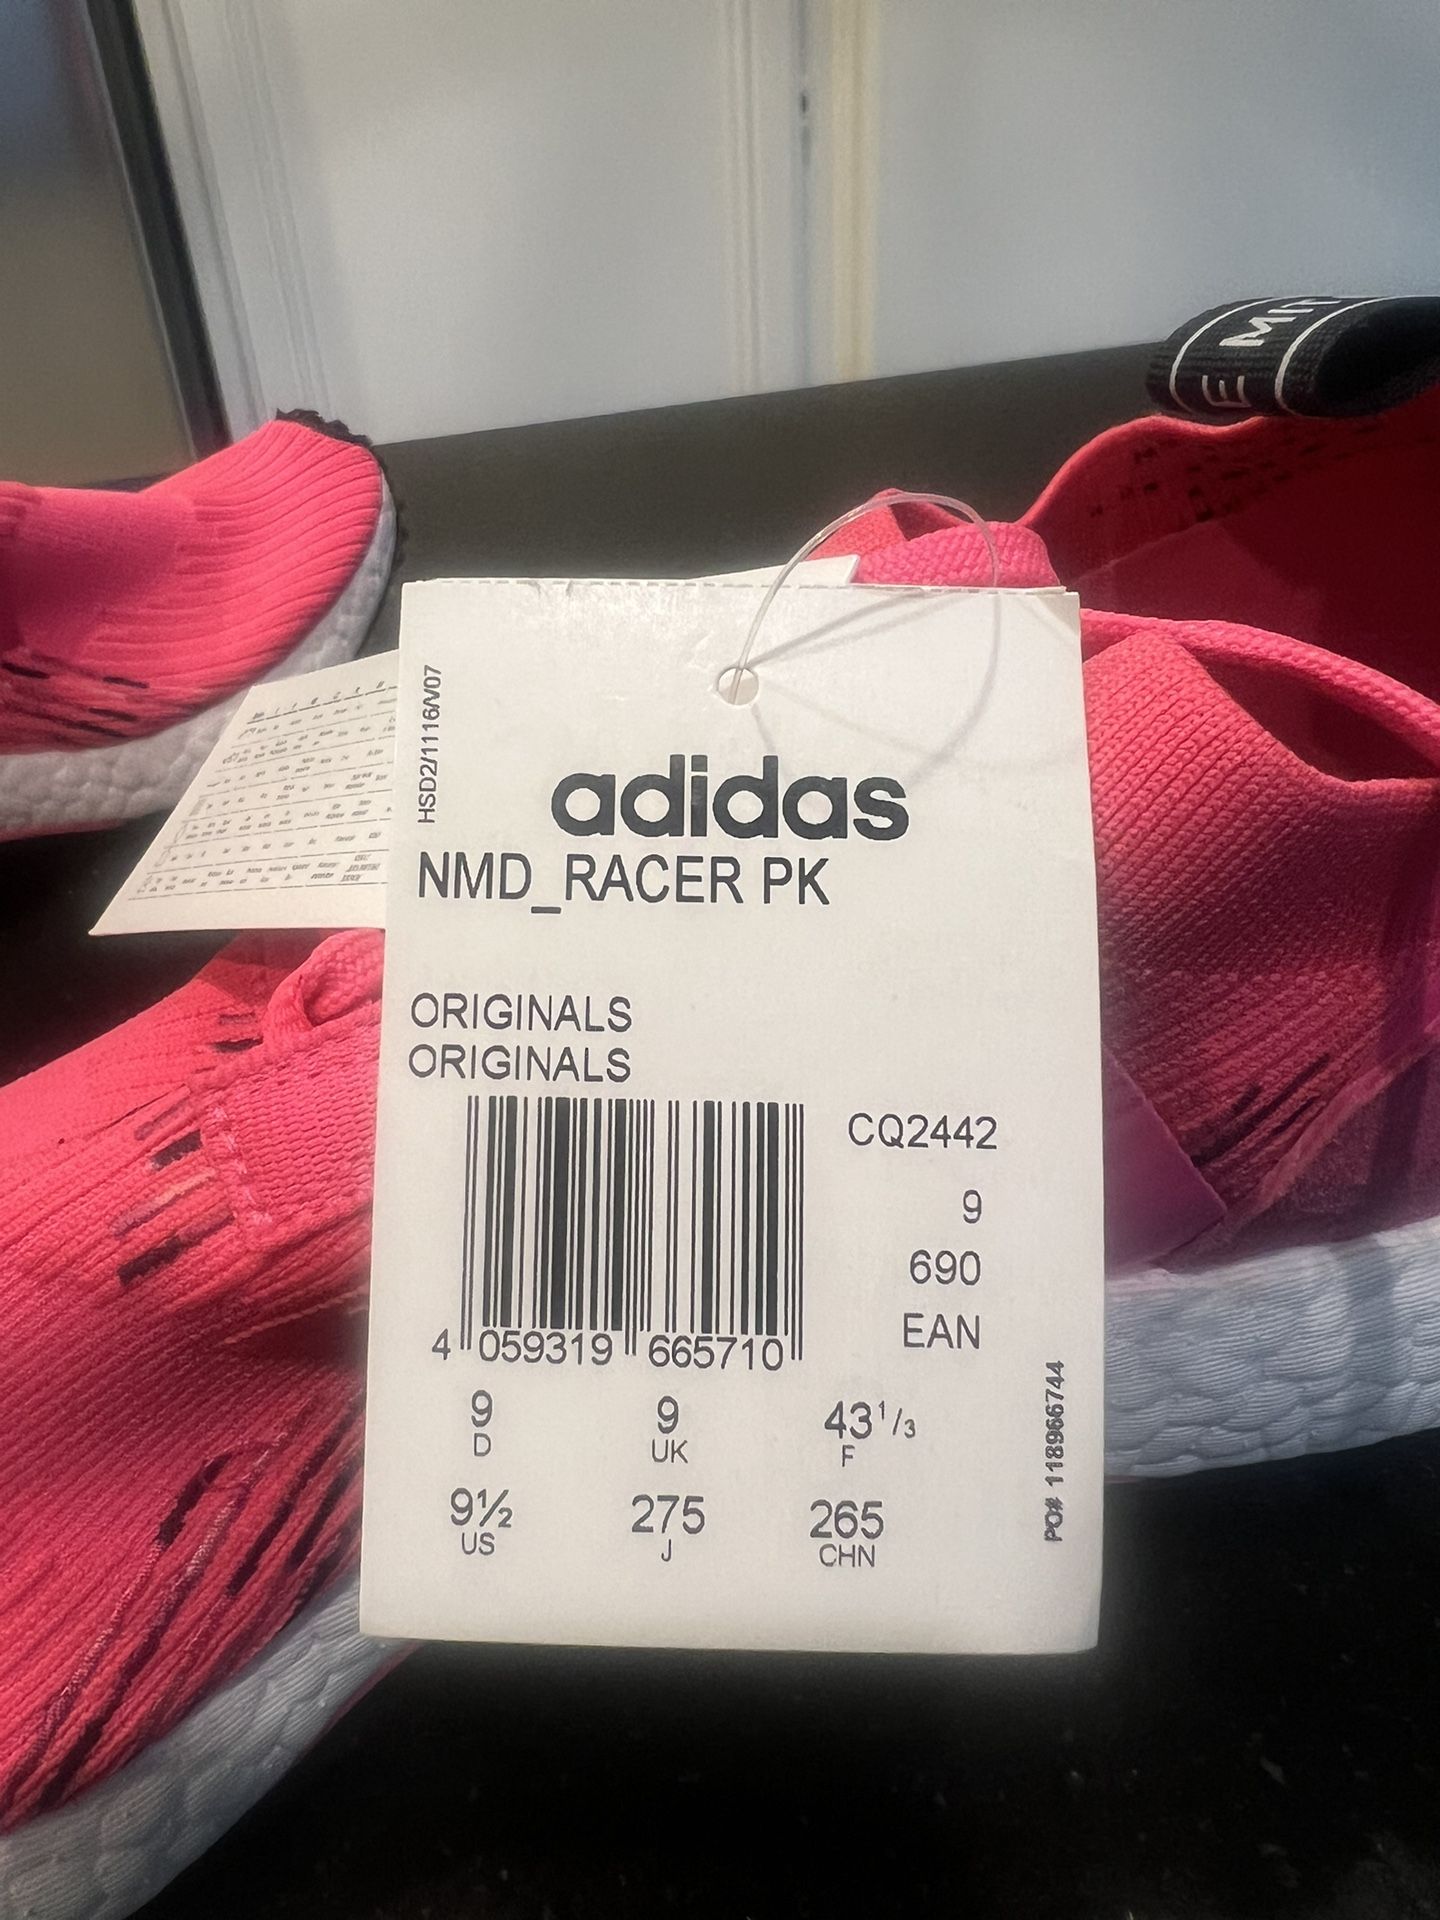 E MIT
HSD2/1116/V07
adidas
NMD_RACER PK
ORIGINALS
ORIGINALS
CQ2442
9
690
EAN
4 059319 665710
9 9 43 1/3
D UK F
9½ 275 265
US J CHN
PO# 118966744